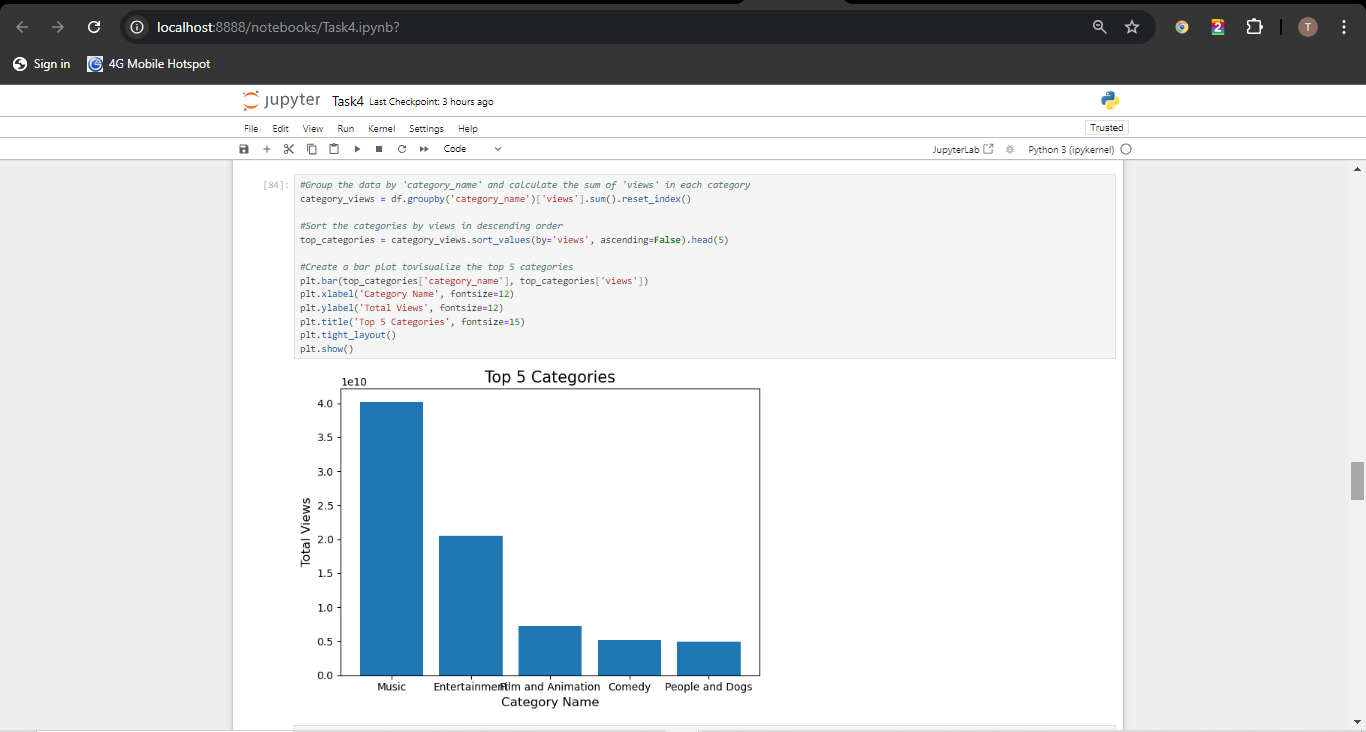 localhost:8888/notebooks/Task4.ipynb?
2
T
Sign in
4G Mobile Hotspot
jupyter Task4 Last Checkpoint: 3 hours ago
File Edit View Run Kernel Settings Help
Trusted
Code
JupyterLab
Python 3 (ipykernel)
[84]:
#Group the data by 'category_name' and calculate the sum of 'views' in each category
category_views = df.groupby('category_name')['views'].sum().reset_index()
#Sort the categories by views in descending order
top_categories = category_views.sort_values(by='views', ascending=False).head(5)
#Create a bar plot tovisualize the top 5 categories
plt.bar(top_categories['category_name'], top_categories['views'])
plt.xlabel('Category Name', fontsize=12)
plt.ylabel('Total Views', fontsize=12)
plt.title('Top 5 Categories', fontsize=15)
plt.tight_layout()
plt.show()
Top 5 Categories
1e10
4.0
3.5
3.0
2.5
2.0
1.5
1.0
0.5
0.0
Total Views
Music Entertainment Film and Animation Comedy People and Dogs
Category Name